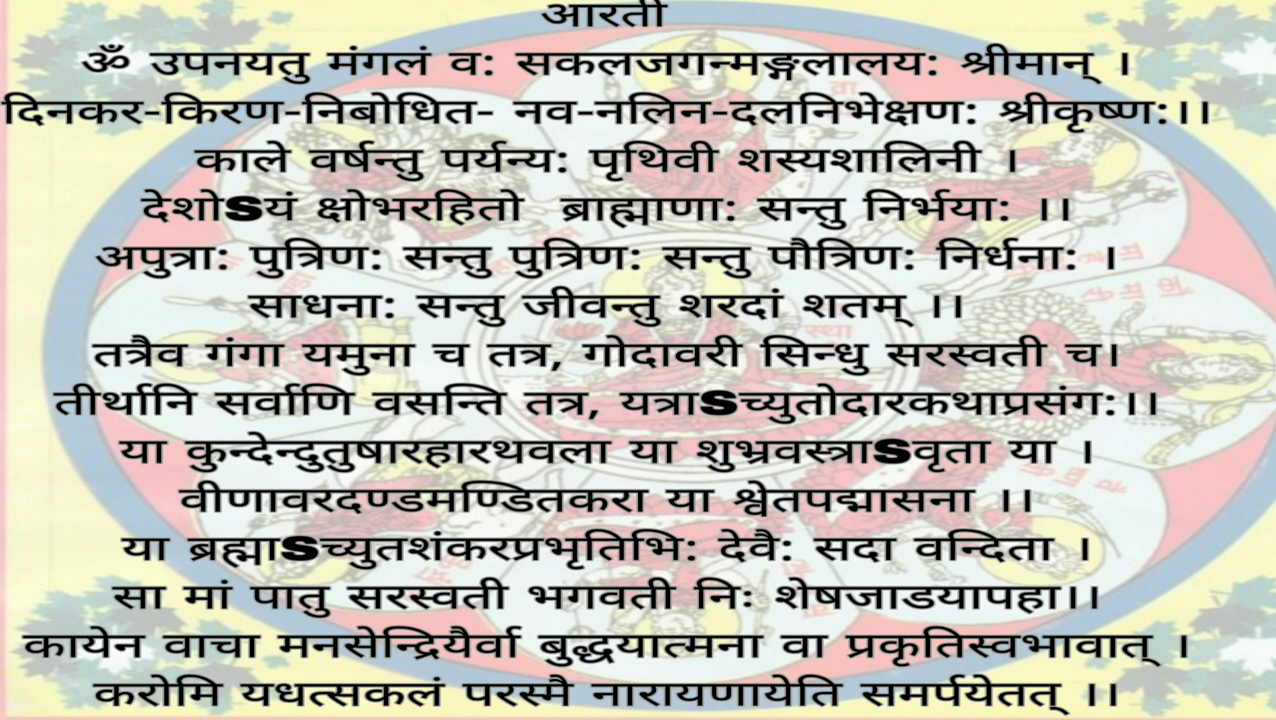 आरती
ॐ उपनयतु मंगलं व: सकलजगन्मङ्गलालय: श्रीमान् ।
दिनकर-किरण-निबोधित- नव-नलिन-दलनिभेक्षण: श्रीकृष्ण:।।
काले वर्षन्तु पर्यन्य: पृथिवी शस्यशालिनी ।
देशोSयं क्षोभरहितो ब्राह्माणा: सन्तु निर्भया: ।।
अपुत्रा: पुत्रिण: सन्तु पुत्रिण: सन्तु पौत्रिण: निर्धना: ।
साधना: सन्तु जीवन्तु शरदां शतम् ।।
तत्रैव गंगा यमुना च तत्र, गोदावरी सिन्धु सरस्वती च।
तीर्थानि सर्वाणि वसन्ति तत्र, यत्राSच्युतोदारकथाप्रसंग:।।
या कुन्देन्दुतुषारहारथवला या शुभ्रवस्त्राSवृता या ।
वीणावरदण्डमण्डितकरा या श्वेतपद्मासना ।।
या ब्रह्माSच्युतशंकरप्रभृतिभि: देवै: सदा वन्दिता ।
सा मां पातु सरस्वती भगवती निः शेषजाडयापहा।।
कायेन वाचा मनसेन्द्रियैर्वा बुद्धयात्मना वा प्रकृतिस्वभावात् ।
करोमि यधत्सकलं परस्मै नारायणायेति समर्पयेतत् ।।